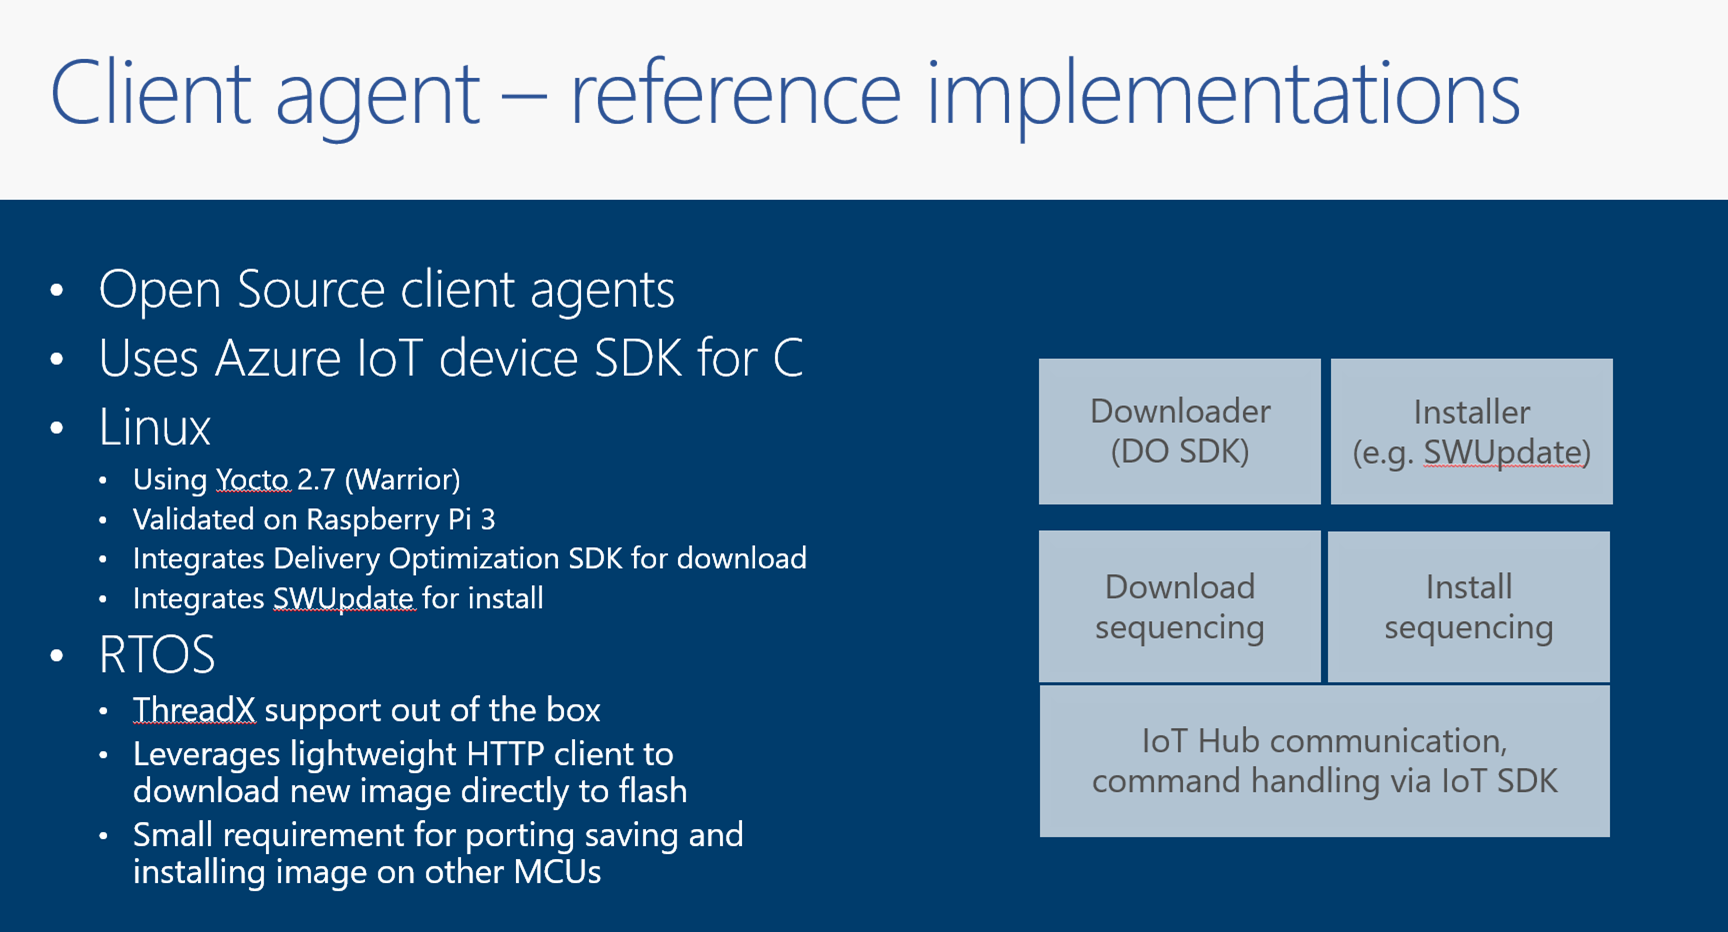 Client agent – reference implementations
• Open Source client agents
• Uses Azure IoT device SDK for C
• Linux
• Using Yocto 2.7 (Warrior)
• Validated on Raspberry Pi 3
• Integrates Delivery Optimization SDK for download
• Integrates SWUpdate for install
• RTOS
• ThreadX support out of the box
• Leverages lightweight HTTP client to
download new image directly to flash
• Small requirement for porting saving and
installing image on other MCUs
Downloader
(DO SDK)
Installer
(e.g. SWUpdate)
Download
sequencing
Install
sequencing
IoT Hub communication,
command handling via IoT SDK